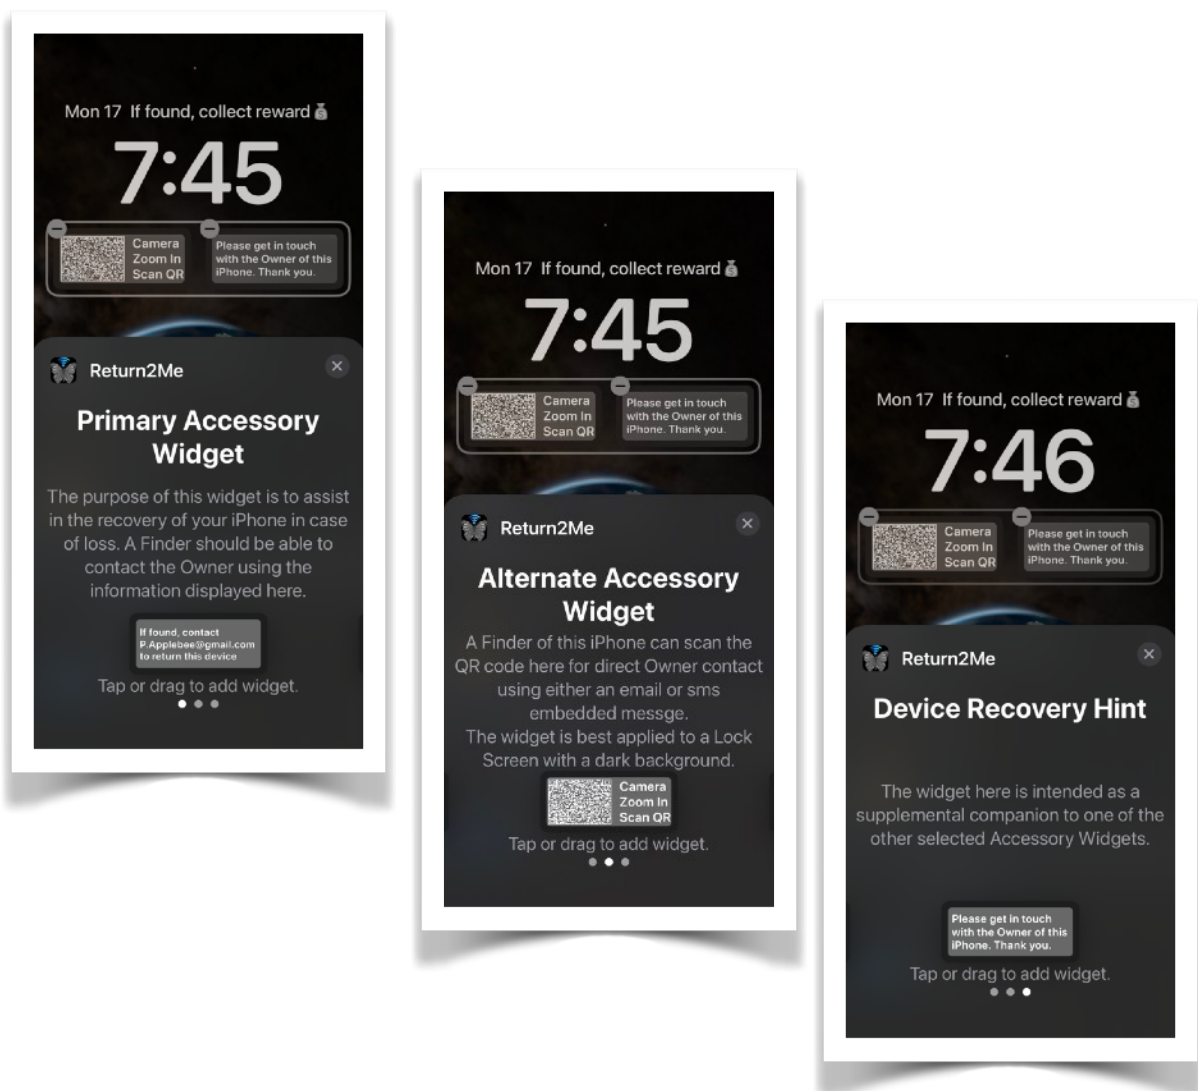 Mon 17 If found, collect reward 💰
7:45
Camera
Zoom In
Scan QR
Please get in touch
with the Owner of this
iPhone. Thank you.
Return2Me
Primary Accessory
Widget
The purpose of this widget is to assist
in the recovery of your iPhone in case
of loss. A Finder should be able to
contact the Owner using the
information displayed here.
If found, contact
P.Applebee@gmail.com
to return this device
Tap or drag to add widget.
Mon 17 If found, collect reward 💰
7:45
Camera
Zoom In
Scan QR
Please get in touch
with the Owner of this
iPhone. Thank you.
Return2Me
Alternate Accessory
Widget
A Finder of this iPhone can scan the
QR code here for direct Owner contact
using either an email or sms
embedded messge.
The widget is best applied to a Lock
Screen with a dark background.
Camera
Zoom In
Scan QR
Tap or drag to add widget.
Mon 17 If found, collect reward 💰
7:46
Camera
Zoom In
Scan QR
Please get in touch
with the Owner of this
iPhone. Thank you.
Return2Me
Device Recovery Hint
The widget here is intended as a
supplemental companion to one of the
other selected Accessory Widgets.
Please get in touch
with the Owner of this
iPhone. Thank you.
Tap or drag to add widget.